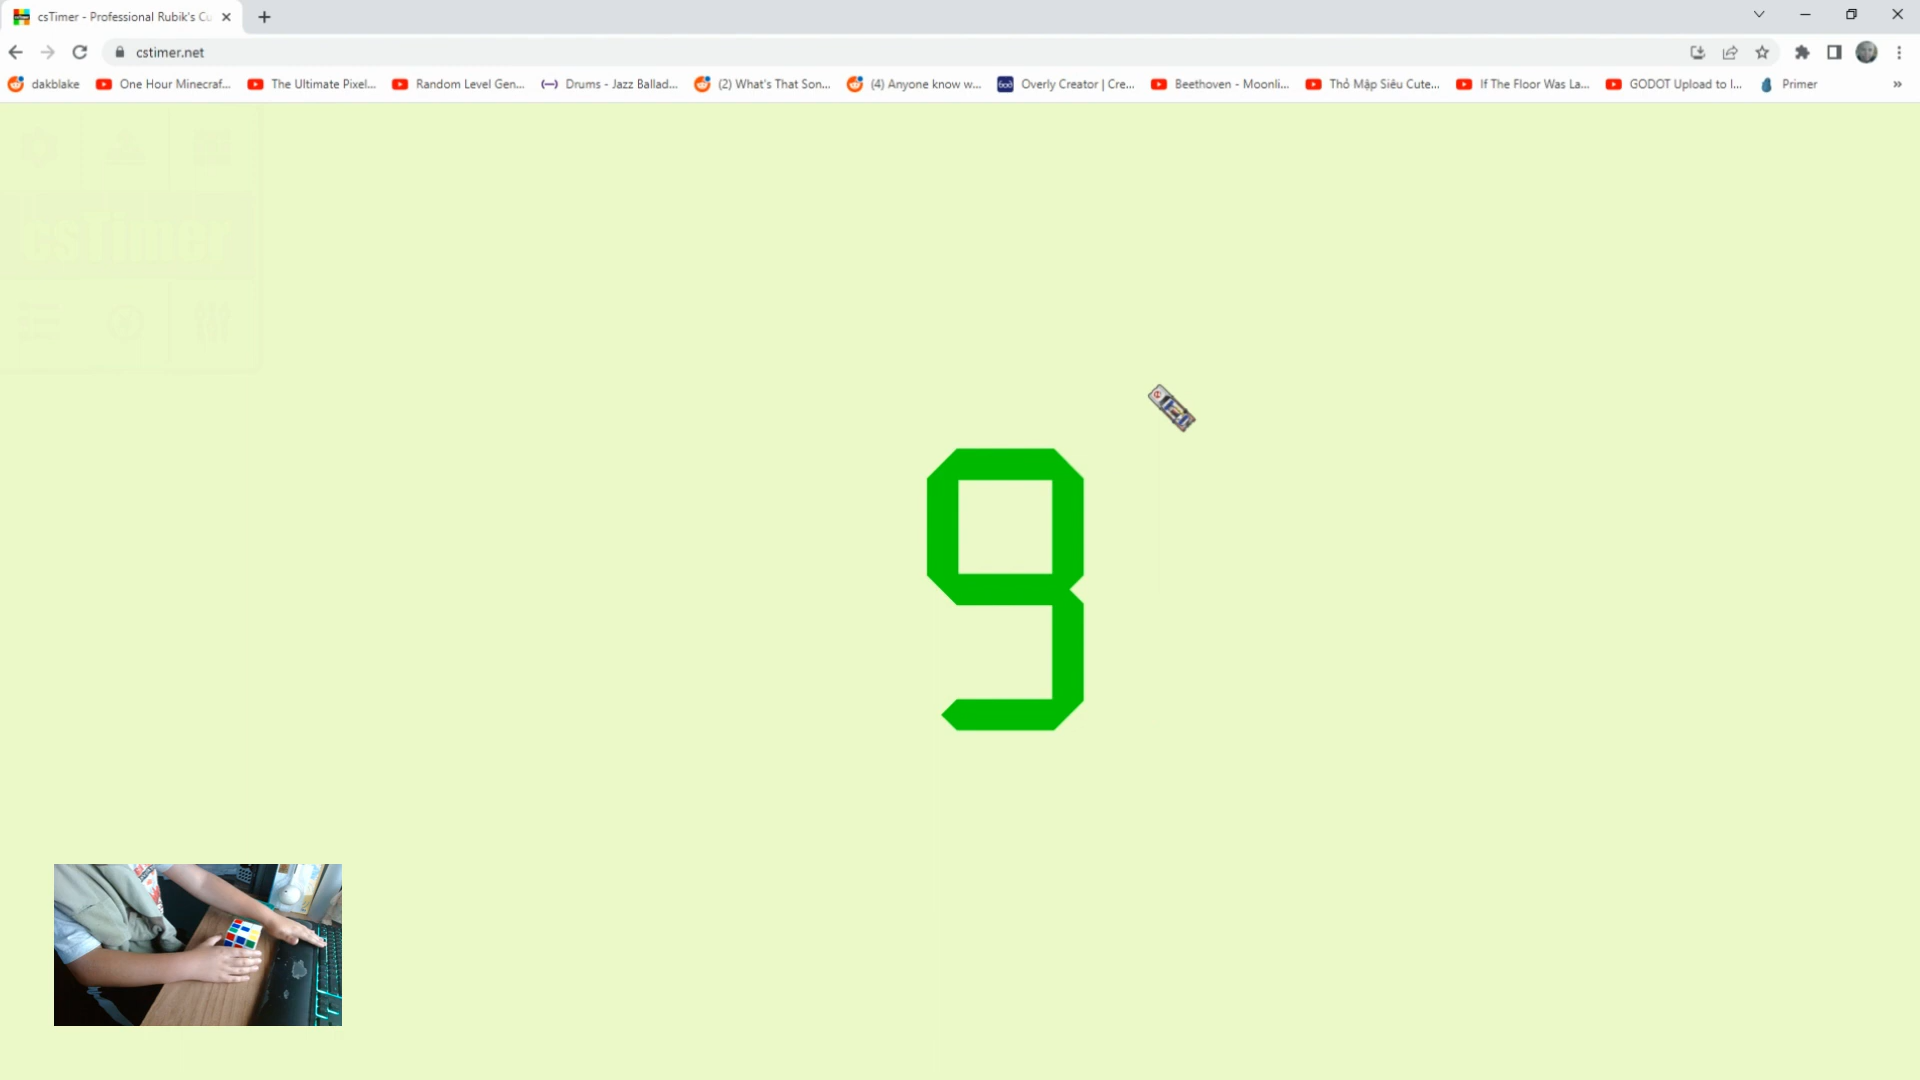 csTimer - Professional Rubik's Cu
cstimer.net
dakblake
One Hour Minecraf...
The Ultimate Pixel...
Random Level Gen...
Drums - Jazz Ballad...
(2) What's That Son...
(4) Anyone know w...
Overly Creator | Cre...
Beethoven - Moonli...
Thỏ Mập Siêu Cute...
If The Floor Was La...
GODOT Upload to I...
Primer
csTimer
9